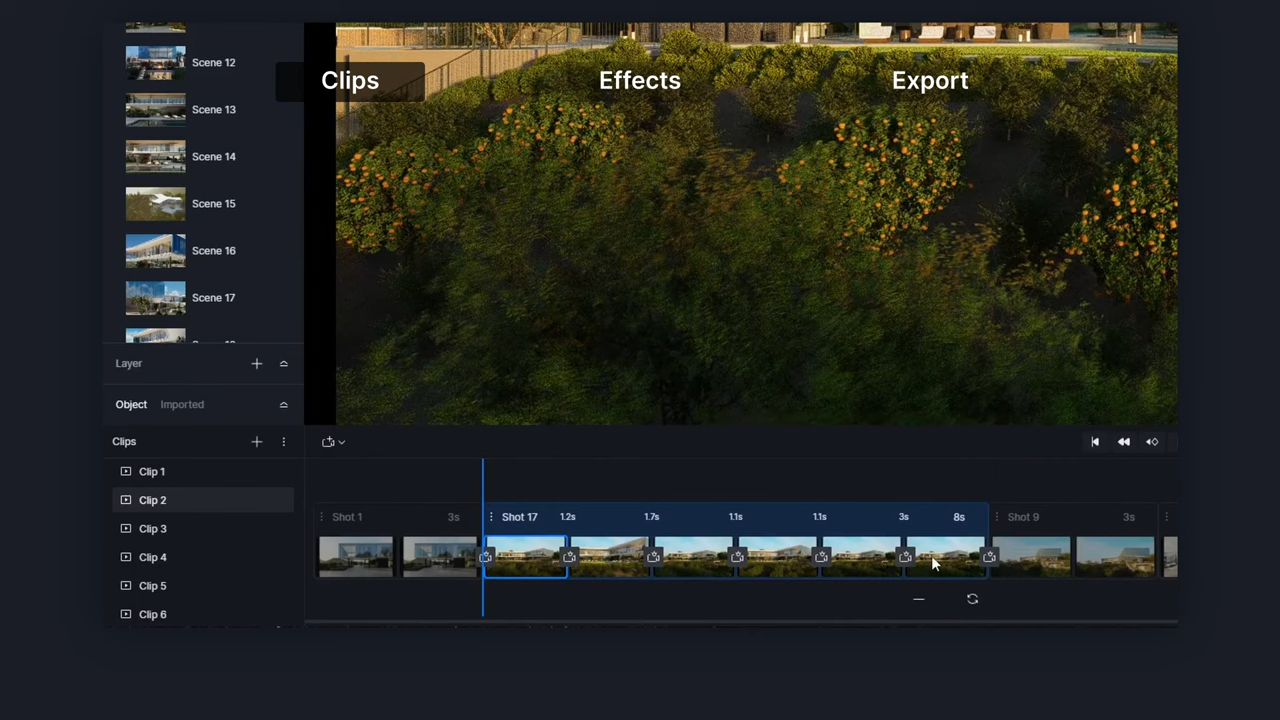 Scene 12
Clips
Effects
Export
Scene 13
Scene 14
Scene 15
Scene 16
Scene 17
Layer
Object
Imported
Clips
Clip 1
Clip 2
Clip 3
Clip 4
Clip 5
Clip 6
Shot 1
3s
Shot 17
1.2s
1.7s
1.1s
1.1s
3s
8s
Shot 9
3s